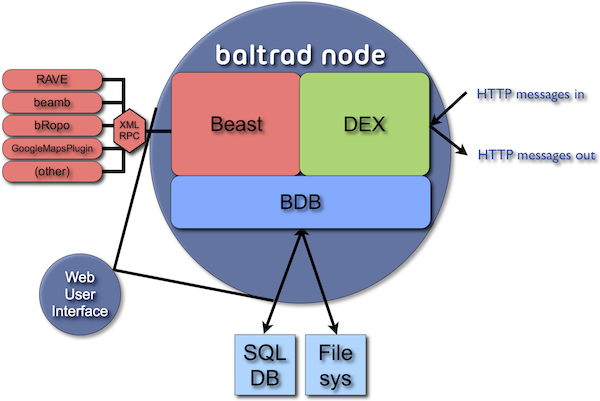 baltrad node
RAVE
beamb
bRopo
GoogleMapsPlugin
(other)
XML
RPC
Beast
DEX
BDB
HTTP messages in
HTTP messages out
Web
User
Interface
SQL
DB
File
sys